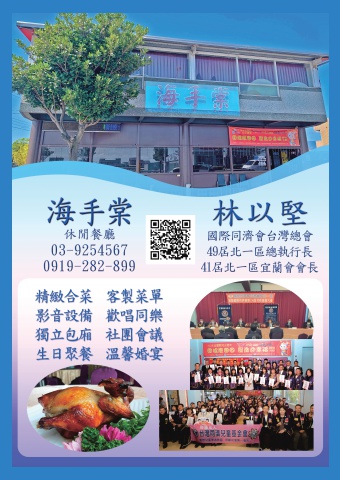 海手棠
海手棠
休閒餐廳
03-9254567
0919-282-899
林以堅
國際同濟會台灣總會
49屆北一區總執行長
41屆北一區宜蘭會會長
精緻合菜 客製菜單
影音設備 歡唱同樂
獨立包廂 社團會議
生日聚餐 溫馨婚宴